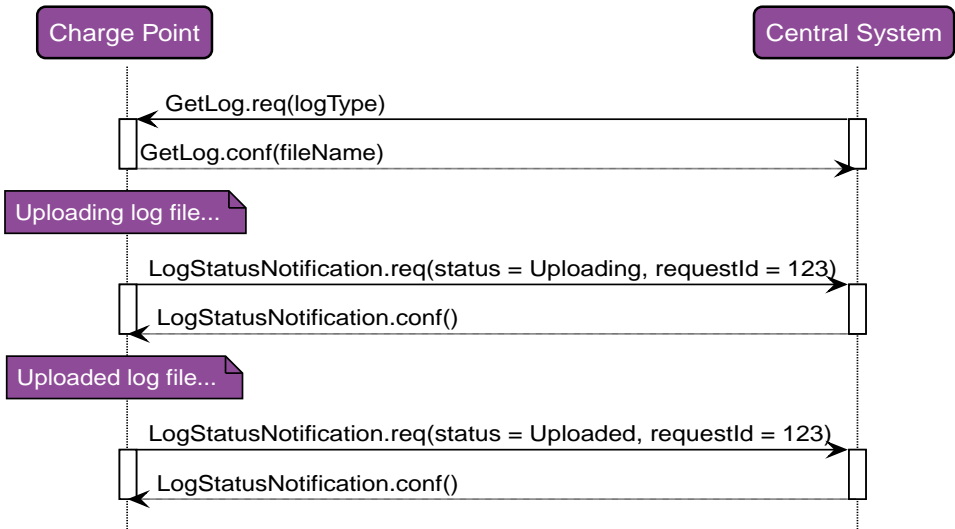 Charge Point
Central System
GetLog.req(logType)
GetLog.conf(fileName)
Uploading log file...
LogStatusNotification.req(status = Uploading, requestId = 123)
LogStatusNotification.conf()
Uploaded log file...
LogStatusNotification.req(status = Uploaded, requestId = 123)
LogStatusNotification.conf()